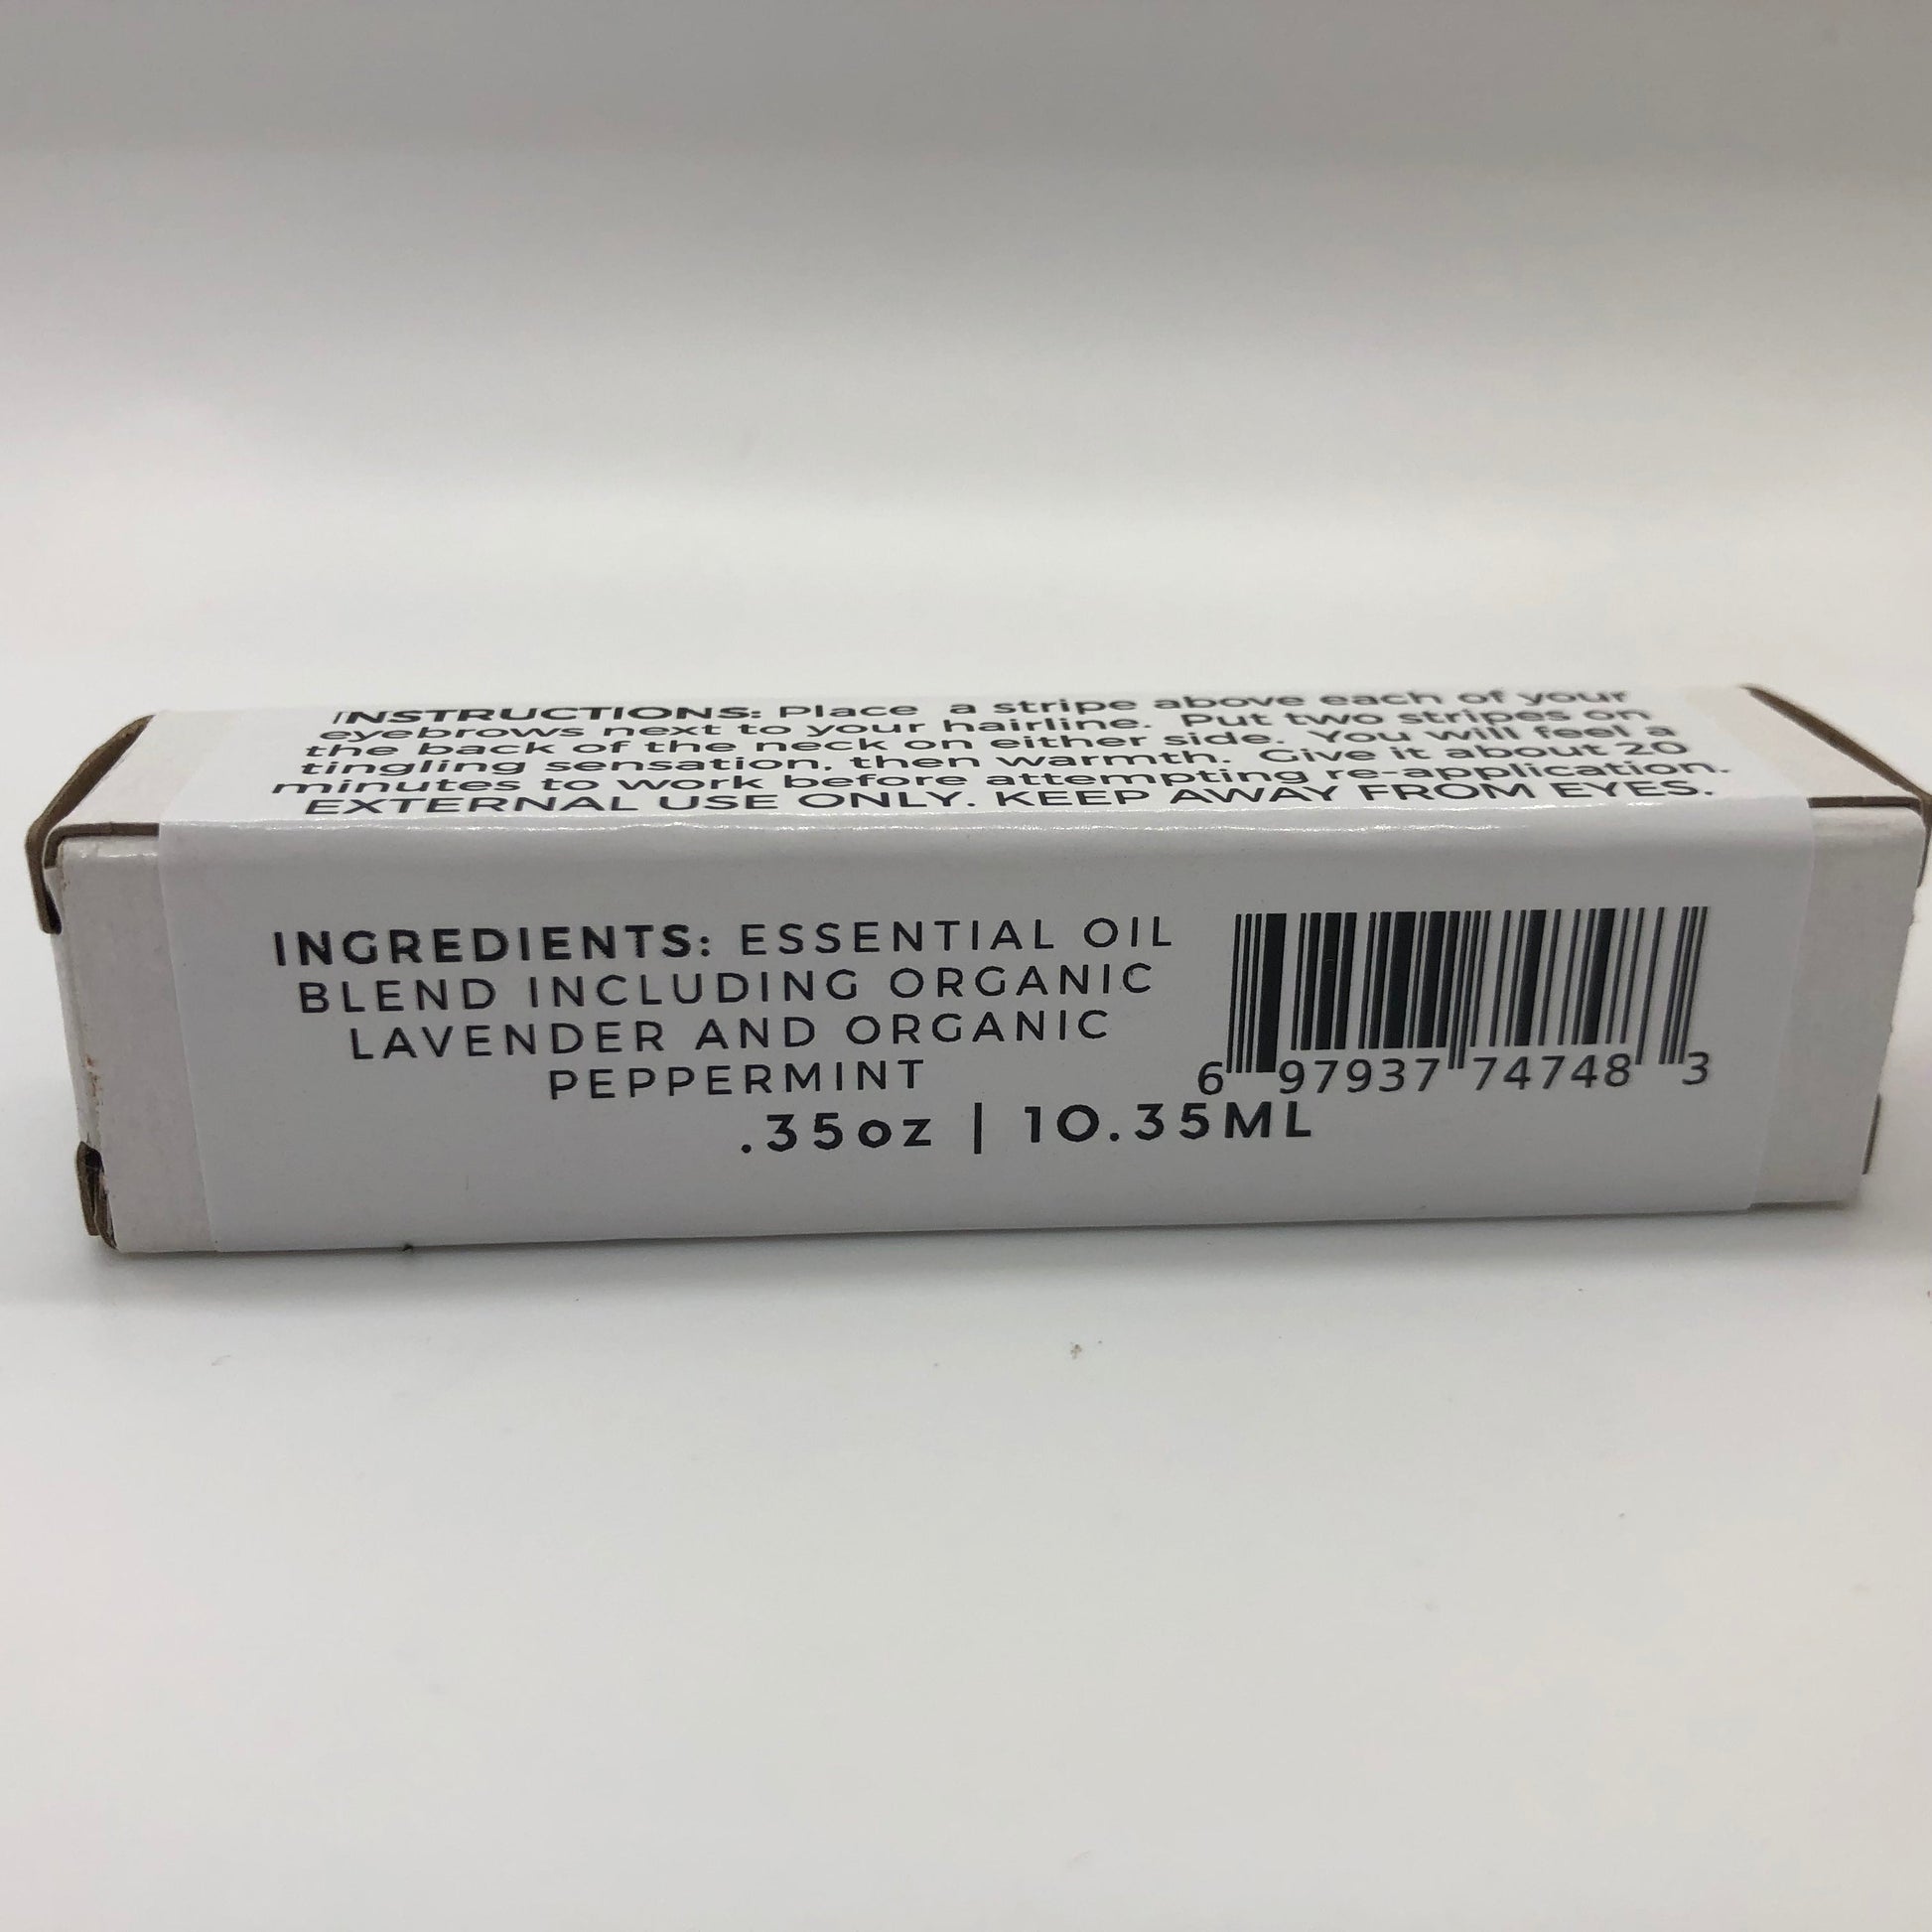 INSTRUCTIONS: Place a stripe above each of your
eyebrows next to your hairline. Put two stripes on
the back of the neck on either side. You will feel a
tingling sensation, then warmth. Give it about 20
minutes to work before attempting re-application.
EXTERNAL USE ONLY. KEEP AWAY FROM EYES.
INGREDIENTS: ESSENTIAL OIL
BLEND INCLUDING ORGANIC
LAVENDER AND ORGANIC
PEPPERMINT
6 97937 74748 3
.35oz | 10.35ML